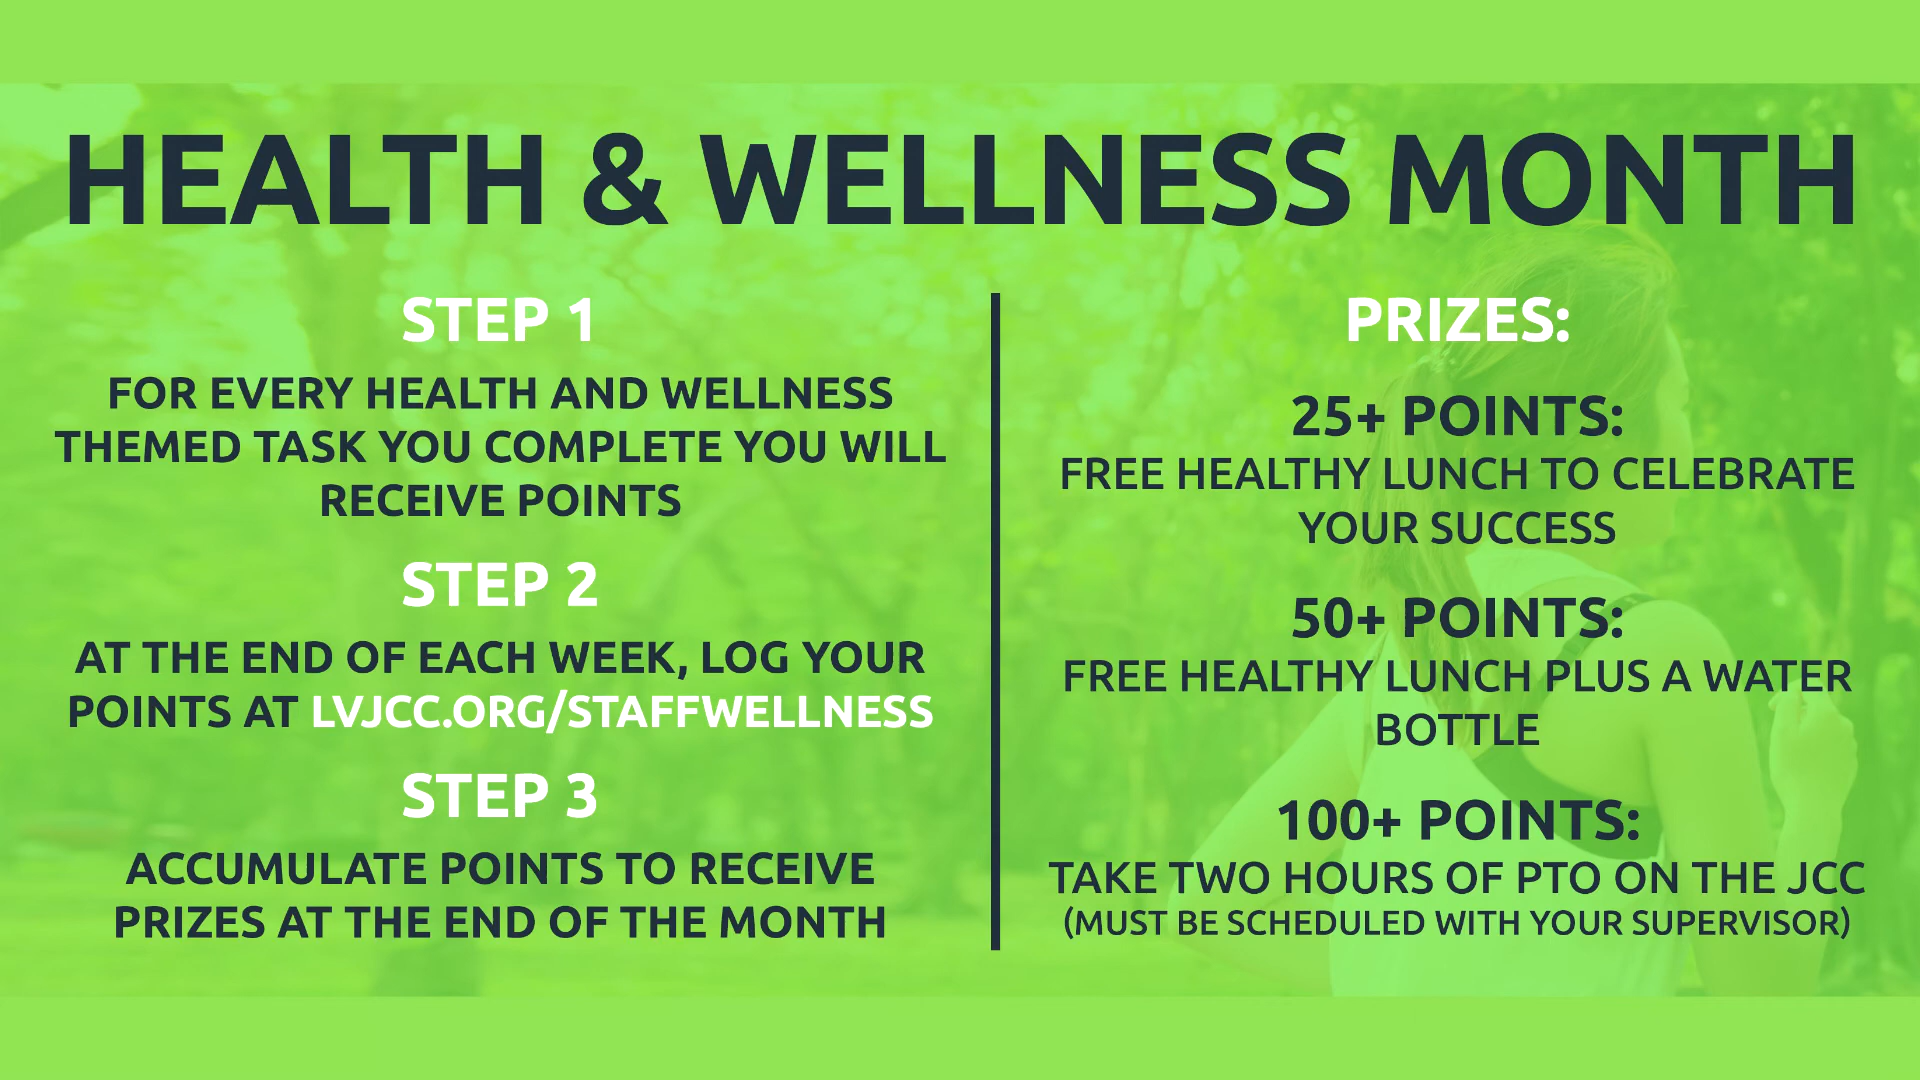 HEALTH & WELLNESS MONTH
STEP 1
FOR EVERY HEALTH AND WELLNESS
THEMED TASK YOU COMPLETE YOU WILL
RECEIVE POINTS
STEP 2
AT THE END OF EACH WEEK, LOG YOUR
POINTS AT LVJCC.ORG/STAFFWELLNESS
STEP 3
ACCUMULATE POINTS TO RECEIVE
PRIZES AT THE END OF THE MONTH
PRIZES:
25+ POINTS:
FREE HEALTHY LUNCH TO CELEBRATE
YOUR SUCCESS
50+ POINTS:
FREE HEALTHY LUNCH PLUS A WATER
BOTTLE
100+ POINTS:
TAKE TWO HOURS OF PTO ON THE JCC
(MUST BE SCHEDULED WITH YOUR SUPERVISOR)